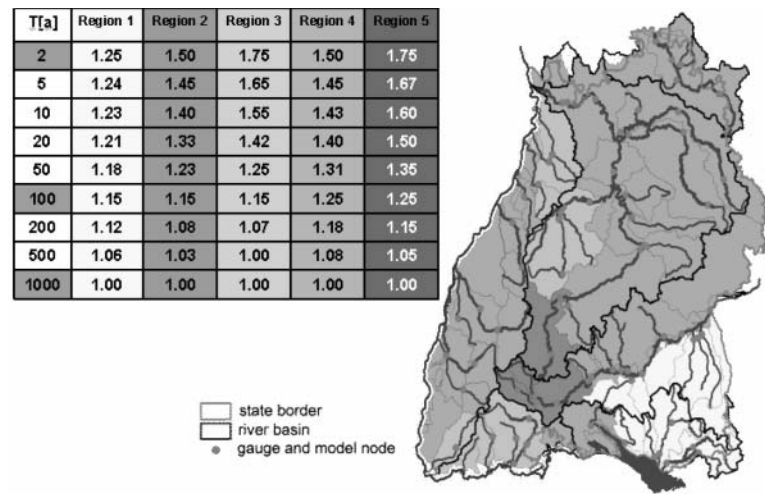 T[a] Region 1 Region 2 Region 3 Region 4 Region 5
2 1.25 1.50 1.75 1.50 1.75
5 1.24 1.45 1.65 1.45 1.67
10 1.23 1.40 1.55 1.43 1.60
20 1.21 1.33 1.42 1.40 1.50
50 1.18 1.23 1.25 1.31 1.35
100 1.15 1.15 1.15 1.25 1.25
200 1.12 1.08 1.07 1.18 1.15
500 1.06 1.03 1.00 1.08 1.05
1000 1.00 1.00 1.00 1.00 1.00
state border
river basin
gauge and model node